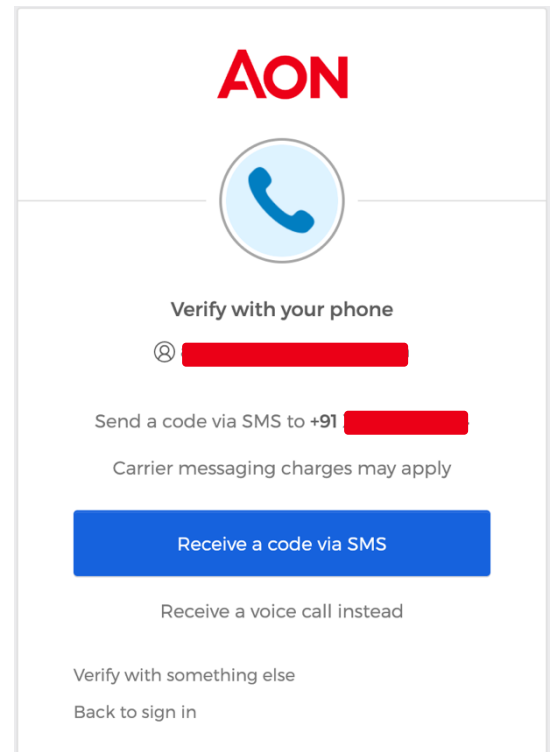 AON
Verify with your phone
Send a code via SMS to +91
Carrier messaging charges may apply
Receive a code via SMS
Receive a voice call instead
Verify with something else
Back to sign in